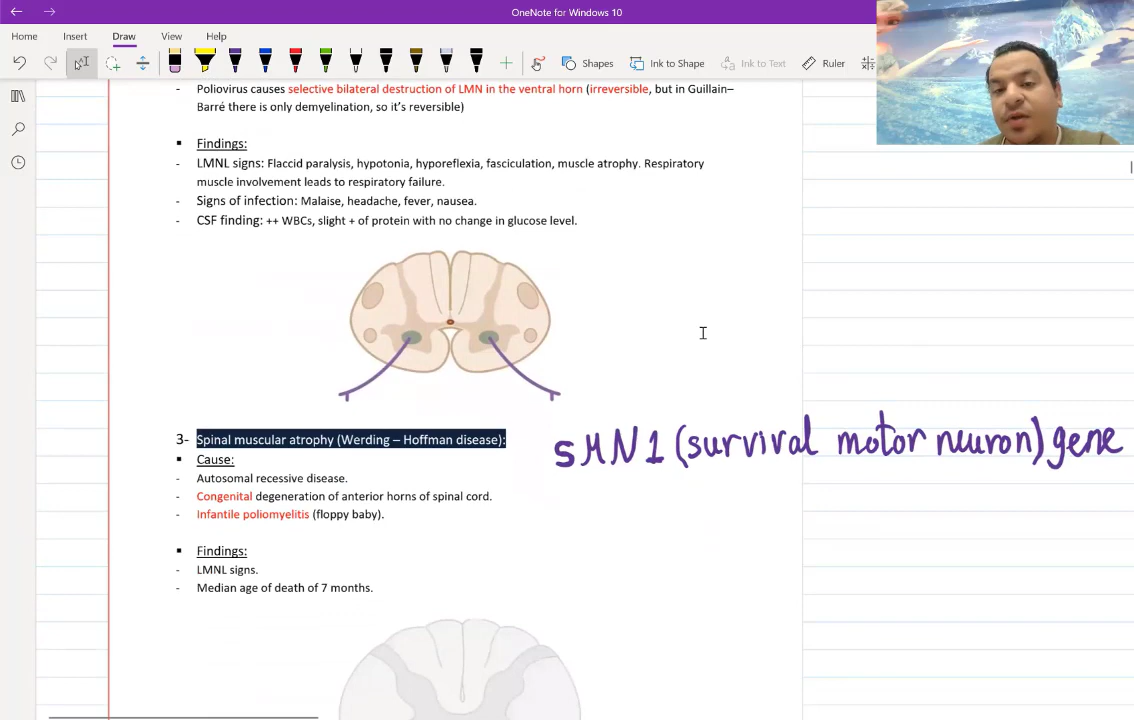 OneNote for Windows 10
Home Insert Draw View Help
Shapes Ink to Shape Ink to Text Ruler
- Poliovirus causes selective bilateral destruction of LMN in the ventral horn (irreversible, but in Guillain–
Barré there is only demyelination, so it's reversible)
▪ Findings:
- LMNL signs: Flaccid paralysis, hypotonia, hyporeflexia, fasciculation, muscle atrophy. Respiratory
muscle involvement leads to respiratory failure.
- Signs of infection: Malaise, headache, fever, nausea.
- CSF finding: ++ WBCs, slight + of protein with no change in glucose level.
3- Spinal muscular atrophy (Werding – Hoffman disease):
SMN1 (survival motor neuron) gene
▪ Cause:
- Autosomal recessive disease.
- Congenital degeneration of anterior horns of spinal cord.
- Infantile poliomyelitis (floppy baby).
▪ Findings:
- LMNL signs.
- Median age of death of 7 months.